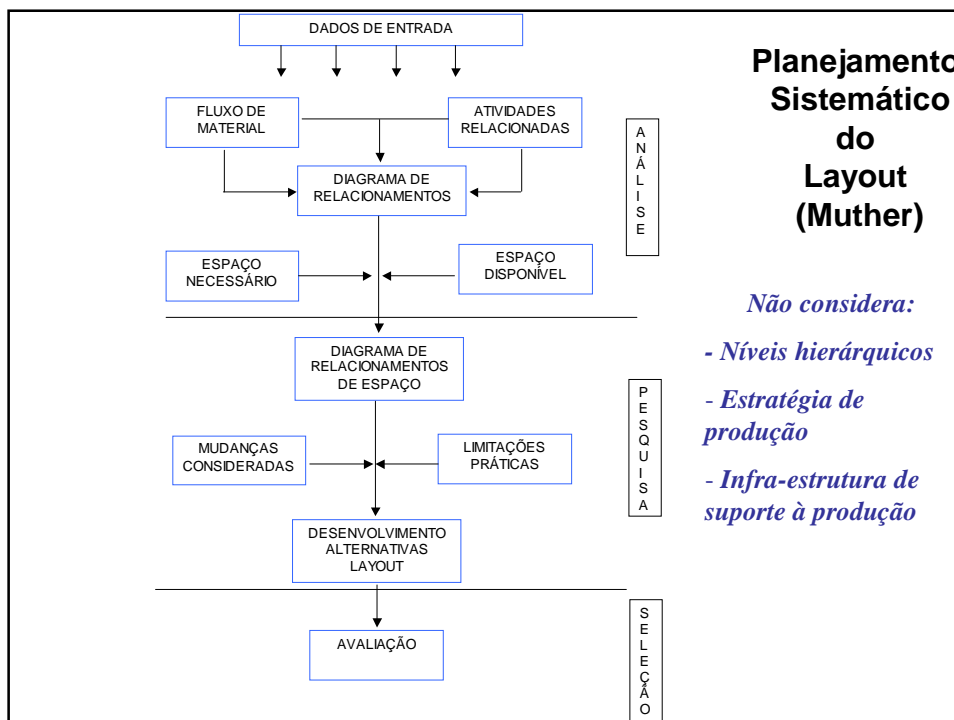 DADOS DE ENTRADA
FLUXO DE
MATERIAL
ATIVIDADES
RELACIONADAS
DIAGRAMA DE
RELACIONAMENTOS
ESPAÇO
NECESSÁRIO
ESPAÇO
DISPONÍVEL
ANÁLISE
DIAGRAMA DE
RELACIONAMENTOS
DE ESPAÇO
MUDANÇAS
CONSIDERADAS
LIMITAÇÕES
PRÁTICAS
DESENVOLVIMENTO
ALTERNATIVAS
LAYOUT
PESQUISA
AVALIAÇÃO
SELEÇÃO
Planejamento
Sistemático
do
Layout
(Muther)
Não considera:
- Níveis hierárquicos
- Estratégia de
produção
- Infra-estrutura de
suporte à produção